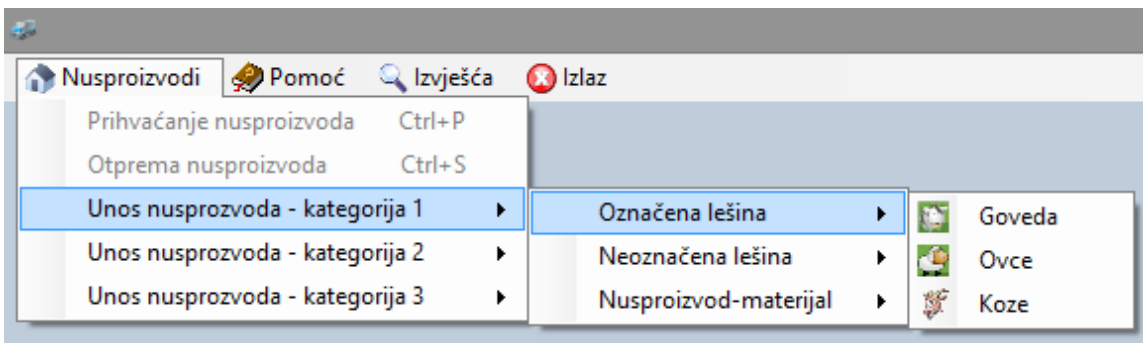 Nusproizvodi Pomoć Izvješća Izlaz
Prihvaćanje nusproizvoda Ctrl+P
Otprema nusproizvoda Ctrl+S
Unos nusprozvoda - kategorija 1 Označena lešina Goveda
Unos nusprozvoda - kategorija 2 Neoznačena lešina Ovce
Unos nusprozvoda - kategorija 3 Nusproizvod-materijal Koze